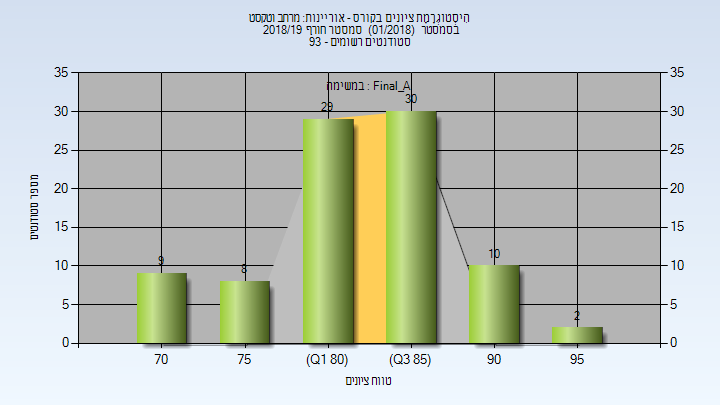 היסטוגרמת ציונים בקורס - אוריינות: מרחב וטקסט
בסמסטר (01/2018) סמסטר חורף 2018/19
סטודנטים רשומים - 93
במשימה : Final_A
35 35
30 30
25 25
20 20
15 15
10 10
5 5
0 0
9 8 29 30 10 2
מספר סטודנטים
70 75 (Q1 80) (Q3 85) 90 95
טווח ציונים